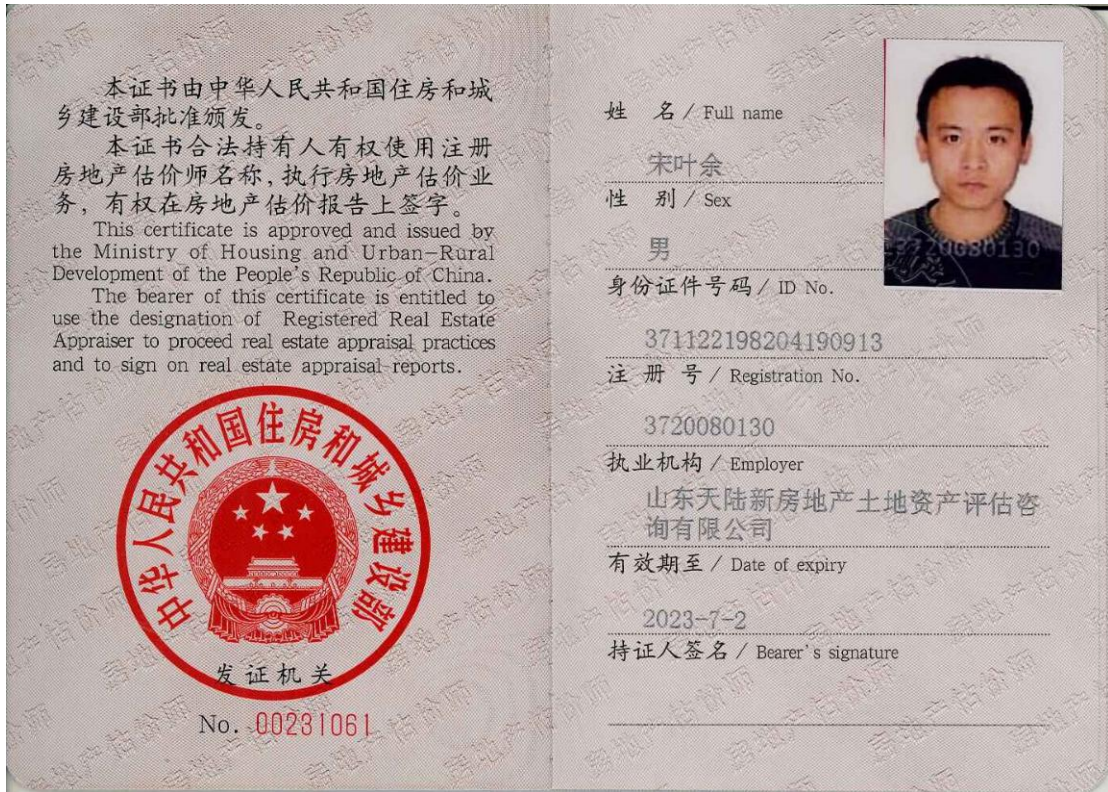 本证书由中华人民共和国住房和城
乡建设部批准颁发。
本证书合法持有人有权使用注册
房地产估价师名称,执行房地产估价业
务,有权在房地产估价报告上签字。
This certificate is approved and issued by
the Ministry of Housing and Urban-Rural
Development of the People's Republic of China.
The bearer of this certificate is entitled to
use the designation of Registered Real Estate
Appraiser to proceed real estate appraisal practices
and to sign on real estate appraisal reports.
中华人民共和国住房和城乡建设部
发证机关
No. 00231061
姓 名 / Full name
宋叶余
性 别 / Sex
男
身份证件号码 / ID No.
371122198204190913
注 册 号 / Registration No.
3720080130
执业机构 / Employer
山东天陆新房地产土地资产评估咨
询有限公司
有效期至 / Date of expiry
2023-7-2
持证人签名 / Bearer's signature
3720080130
房地产估价师